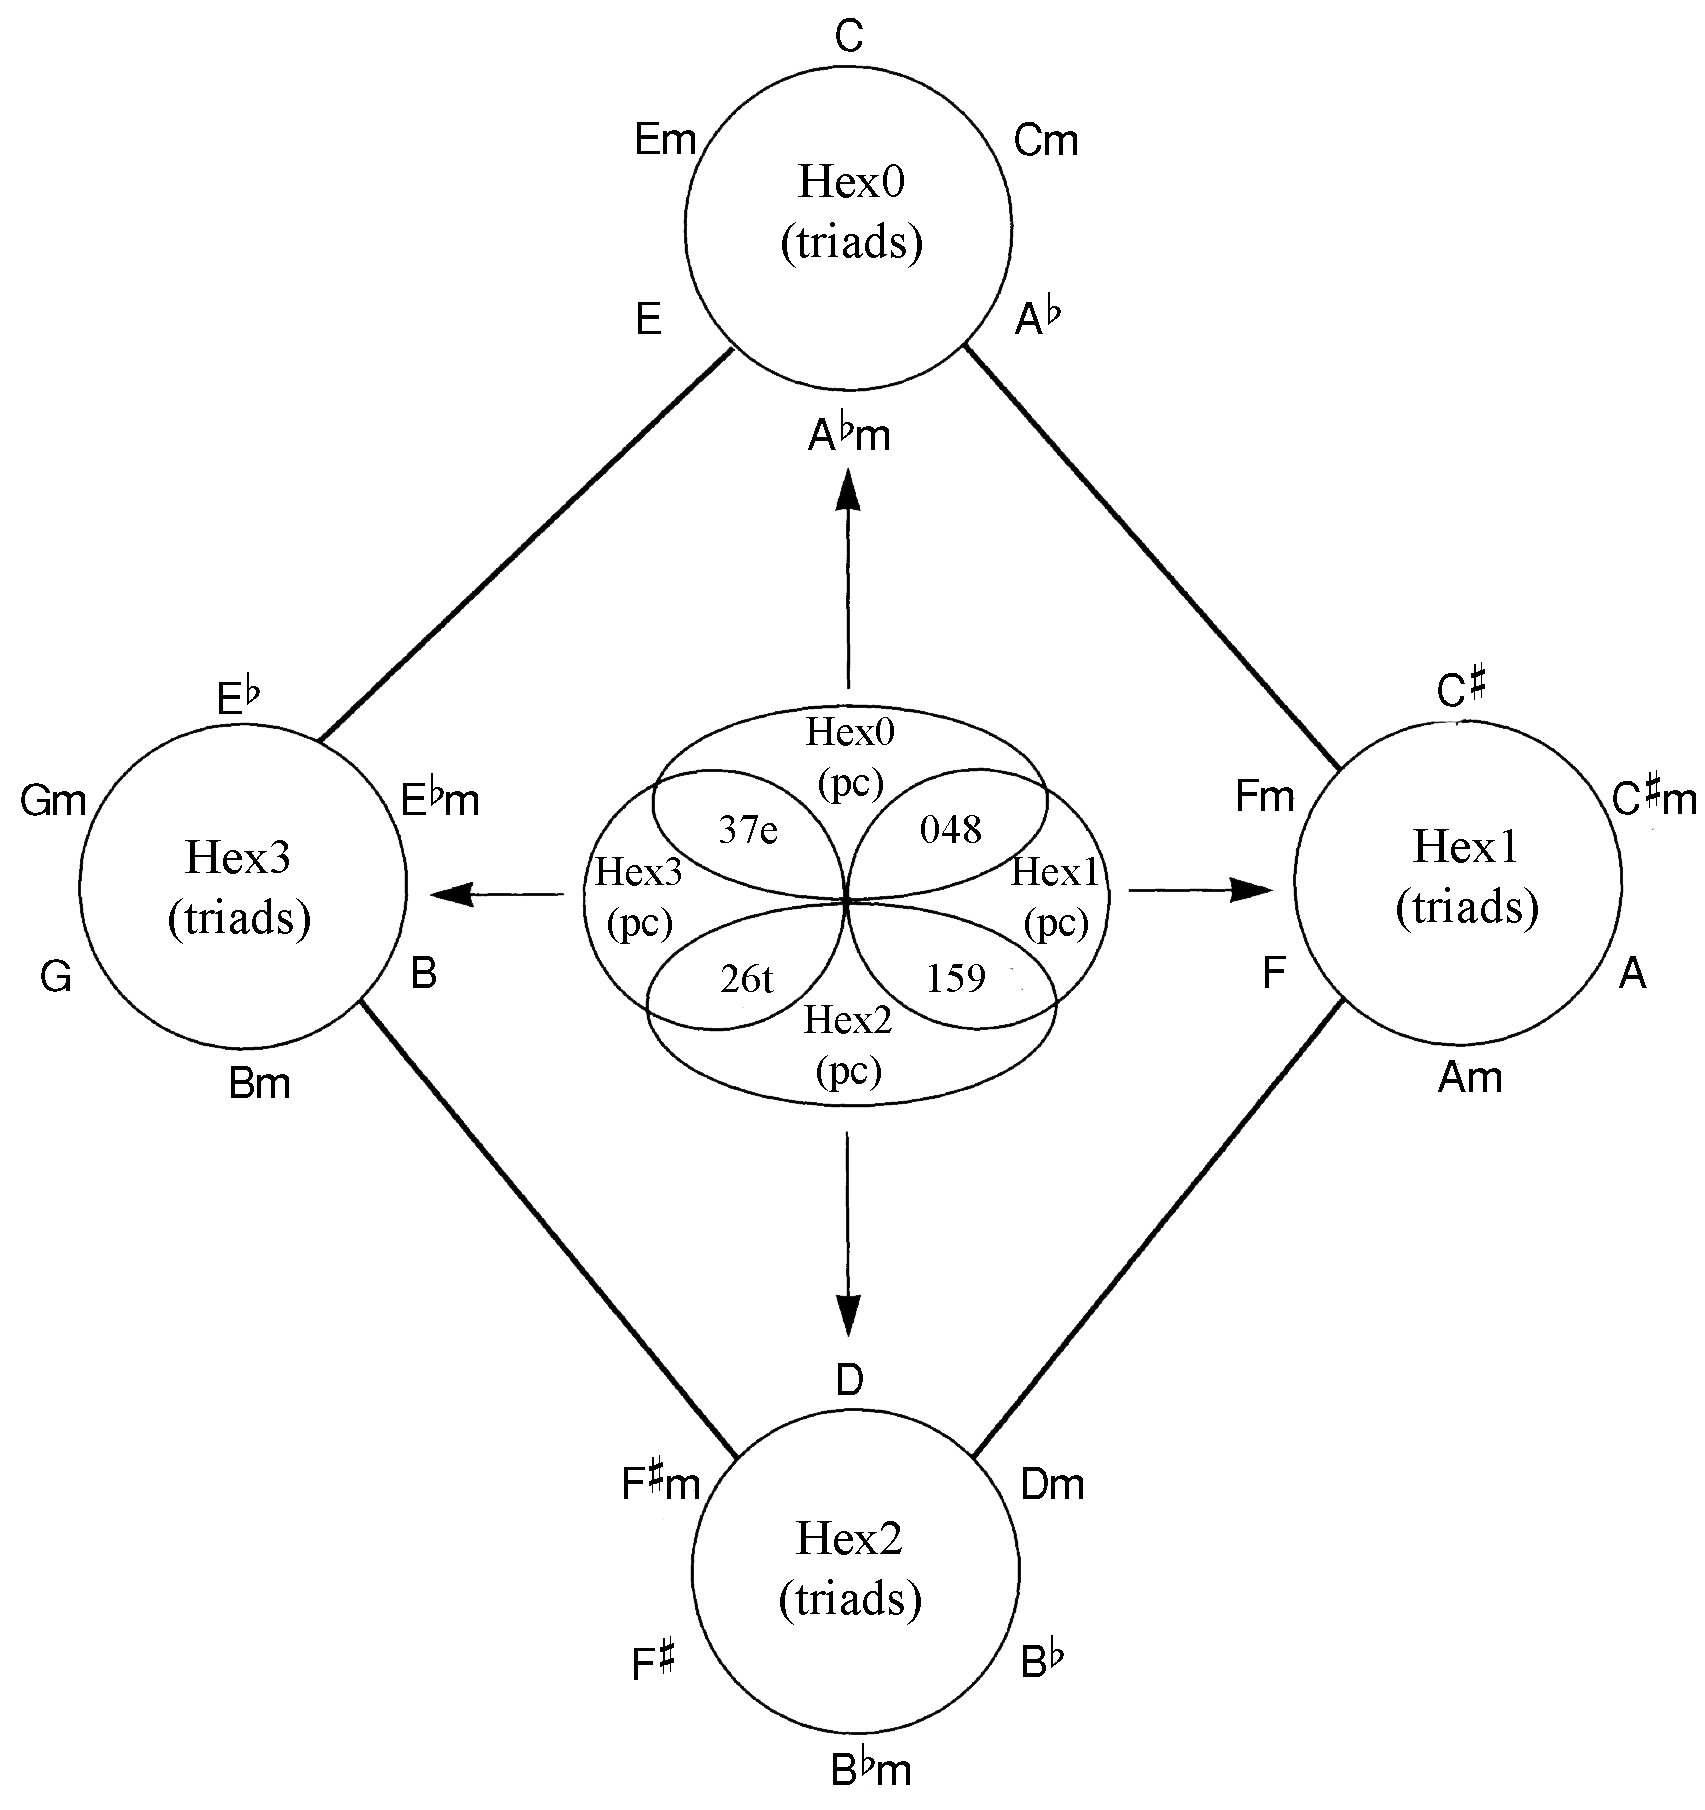 C
Em
Cm
Hex0
(triads)
E
A♭
A♭m
E♭
C♯
Gm
E♭m
Hex3
(triads)
G
B
Bm
Hex0
(pc)
37e
048
Hex3
(pc)
Hex1
(pc)
26t
159
Hex2
(pc)
Fm
C♯m
Hex1
(triads)
F
A
Am
D
F♯m
Dm
Hex2
(triads)
F♯
B♭
B♭m